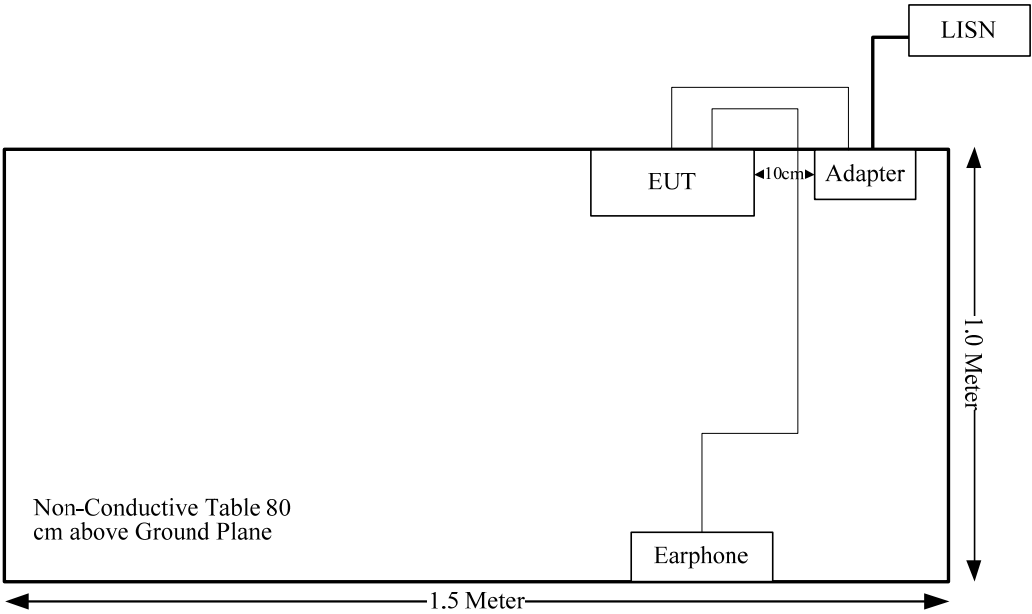 LISN
EUT
10cm
Adapter
1.0 Meter
Non-Conductive Table 80
cm above Ground Plane
Earphone
1.5 Meter